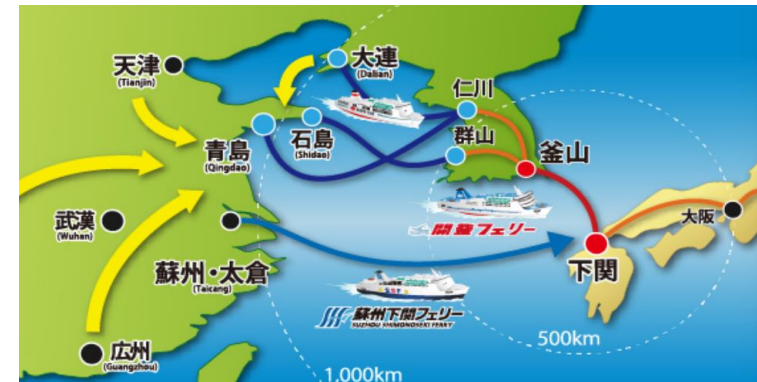 天津
(Tianjin)
大連
(Dalian)
仁川
青島
(Qingdao)
石島
(Shidao)
群山
釜山
関釜フェリー
武漢
(Wuhan)
大阪
蘇州・太倉
(Taicang)
下関
蘇州下関フェリー
SUZHOU SHIMONOSEKI FERRY
500km
広州
(Guangzhou)
1,000km